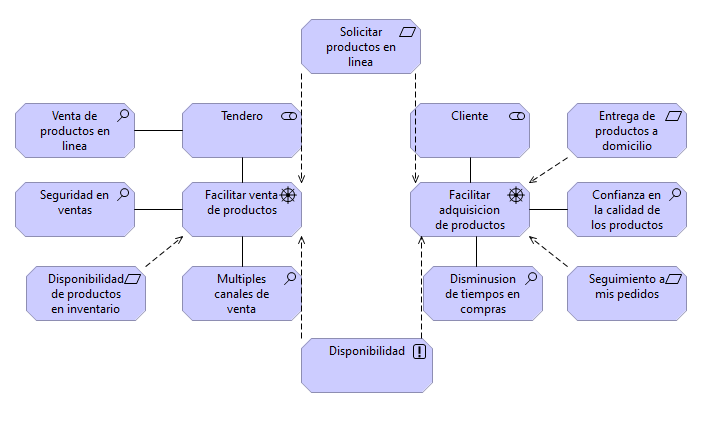 Solicitar
productos en
linea
Venta de
productos en
linea
Tendero
Cliente
Entrega de
productos a
domicilio
Seguridad en
ventas
Facilitar venta
de productos
Facilitar
adquisicion
de productos
Confianza en
la calidad de
los productos
Disponibilidad
de productos
en inventario
Multiples
canales de
venta
Disminusion
de tiempos en
compras
Seguimiento a
mis pedidos
Disponibilidad